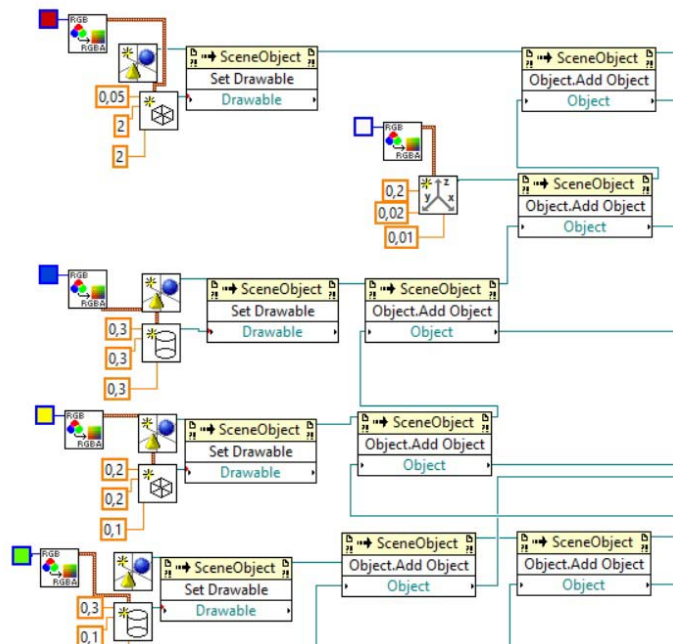 RGB
RGBA
SceneObject
Set Drawable
Drawable
0,05
2
2
SceneObject
Object.Add Object
Object
RGB
RGBA
z
y x
0,2
0,02
0,01
SceneObject
Object.Add Object
Object
RGB
RGBA
SceneObject
Set Drawable
Drawable
0,3
0,3
0,3
SceneObject
Object.Add Object
Object
RGB
RGBA
SceneObject
Set Drawable
Drawable
0,2
0,2
0,1
SceneObject
Object.Add Object
Object
RGB
RGBA
SceneObject
Set Drawable
Drawable
0,3
0,1
SceneObject
Object.Add Object
Object
SceneObject
Object.Add Object
Object